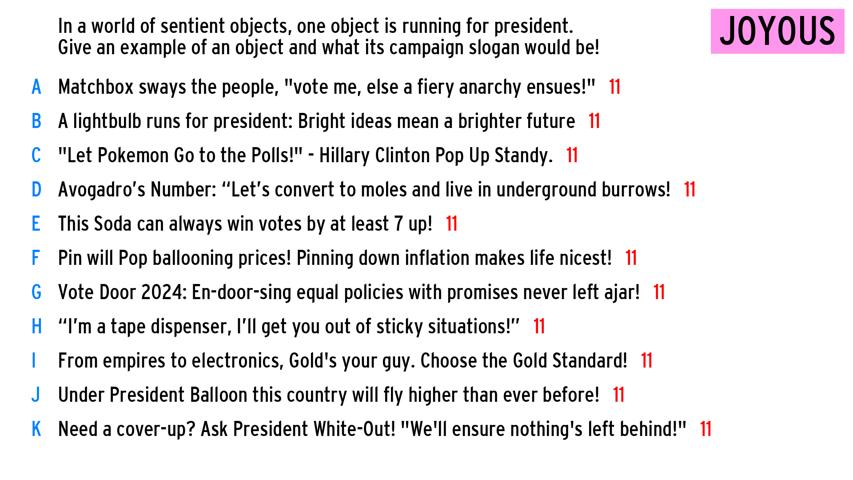 In a world of sentient objects, one object is running for president.
Give an example of an object and what its campaign slogan would be!
JOYOUS
A Matchbox sways the people, "vote me, else a fiery anarchy ensues!" 11
B A lightbulb runs for president: Bright ideas mean a brighter future 11
C "Let Pokemon Go to the Polls!" - Hillary Clinton Pop Up Standy. 11
D Avogadro’s Number: “Let’s convert to moles and live in underground burrows! 11
E This Soda can always win votes by at least 7 up! 11
F Pin will Pop ballooning prices! Pinning down inflation makes life nicest! 11
G Vote Door 2024: En-door-sing equal policies with promises never left ajar! 11
H “I’m a tape dispenser, I’ll get you out of sticky situations!” 11
I From empires to electronics, Gold's your guy. Choose the Gold Standard! 11
J Under President Balloon this country will fly higher than ever before! 11
K Need a cover-up? Ask President White-Out! "We'll ensure nothing's left behind!" 11